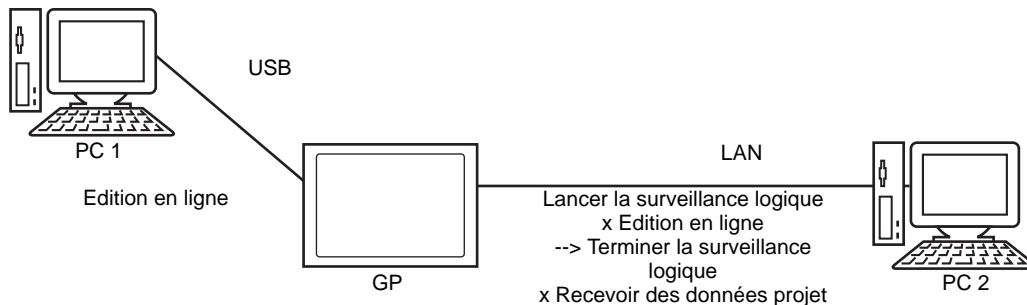 USB
PC 1
LAN
Edition en ligne
Lancer la surveillance logique
x Edition en ligne
--> Terminer la surveillance
logique
x Recevoir des données projet
GP
PC 2